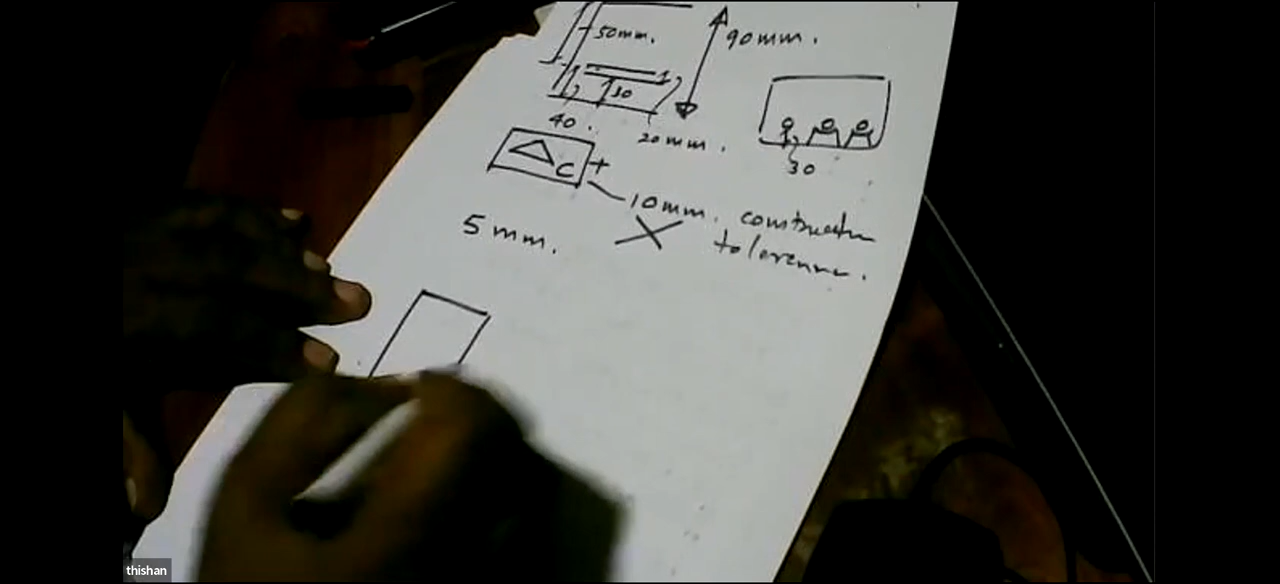 50mm.
90mm.
30
40.
20mm.
30
C +
10mm. construction
tolerance.
5mm.
thishan